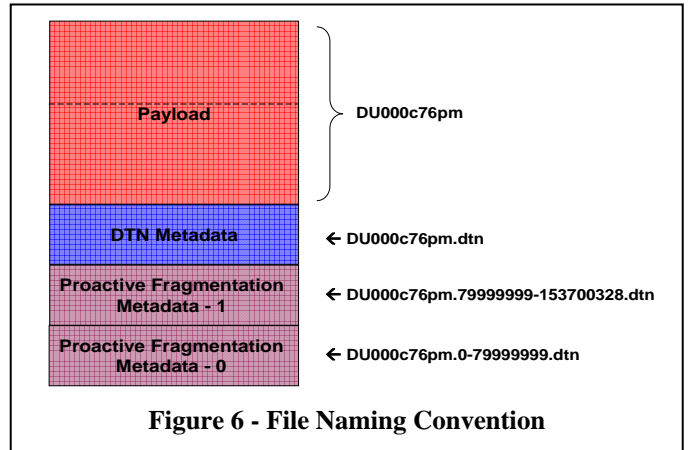 Payload
DU000c76pm
DTN Metadata
← DU000c76pm.dtn
Proactive Fragmentation
Metadata - 1
← DU000c76pm.79999999-153700328.dtn
Proactive Fragmentation
Metadata - 0
← DU000c76pm.0-79999999.dtn
Figure 6 - File Naming Convention